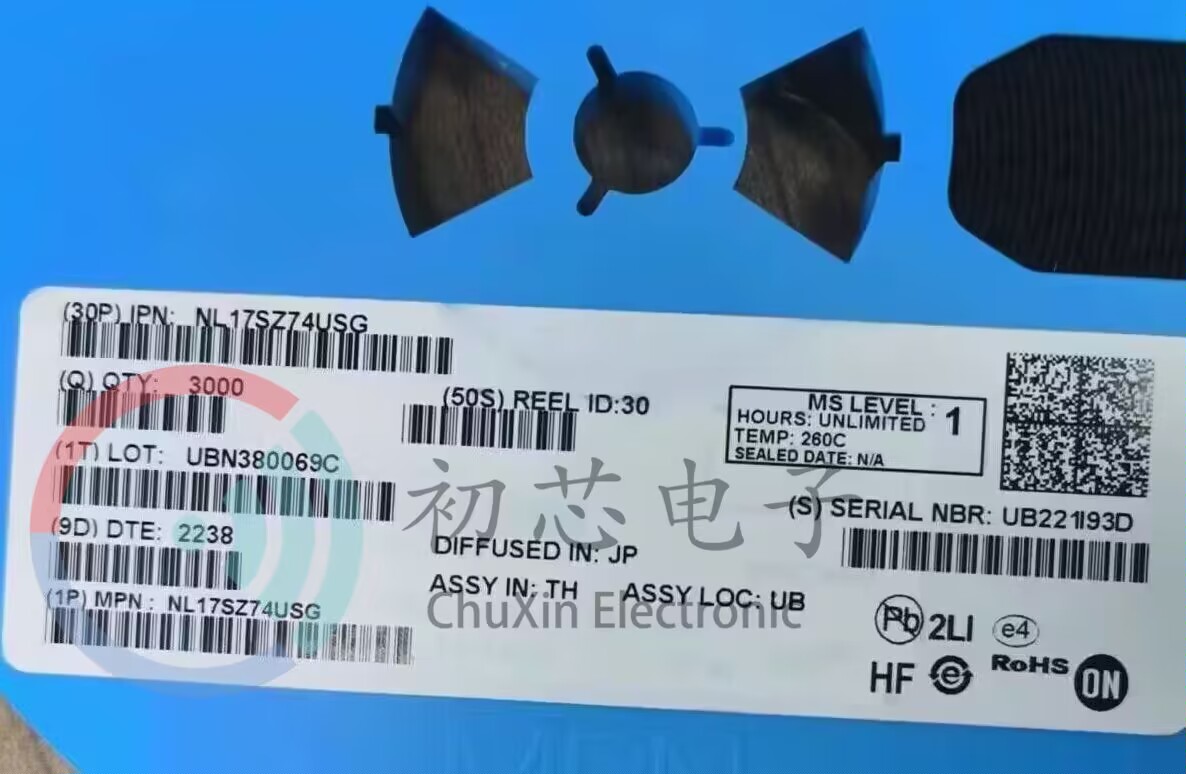 (30P) IPN: NL17SZ74USG
(Q) QTY: 3000
(50S) REEL ID:30
MS LEVEL : 1
HOURS: UNLIMITED
TEMP: 260C
SEALED DATE: N/A
(1T) LOT: UBN380069C
(S) SERIAL NBR: UB221I93D
(9D) DTE: 2238
初芯电子
DIFFUSED IN: JP
ASSY IN: TH ASSY LOC: UB
ChuXin Electronic
(1P) MPN : NL17SZ74USG
Pb 2LI e4
HF e RoHS ON